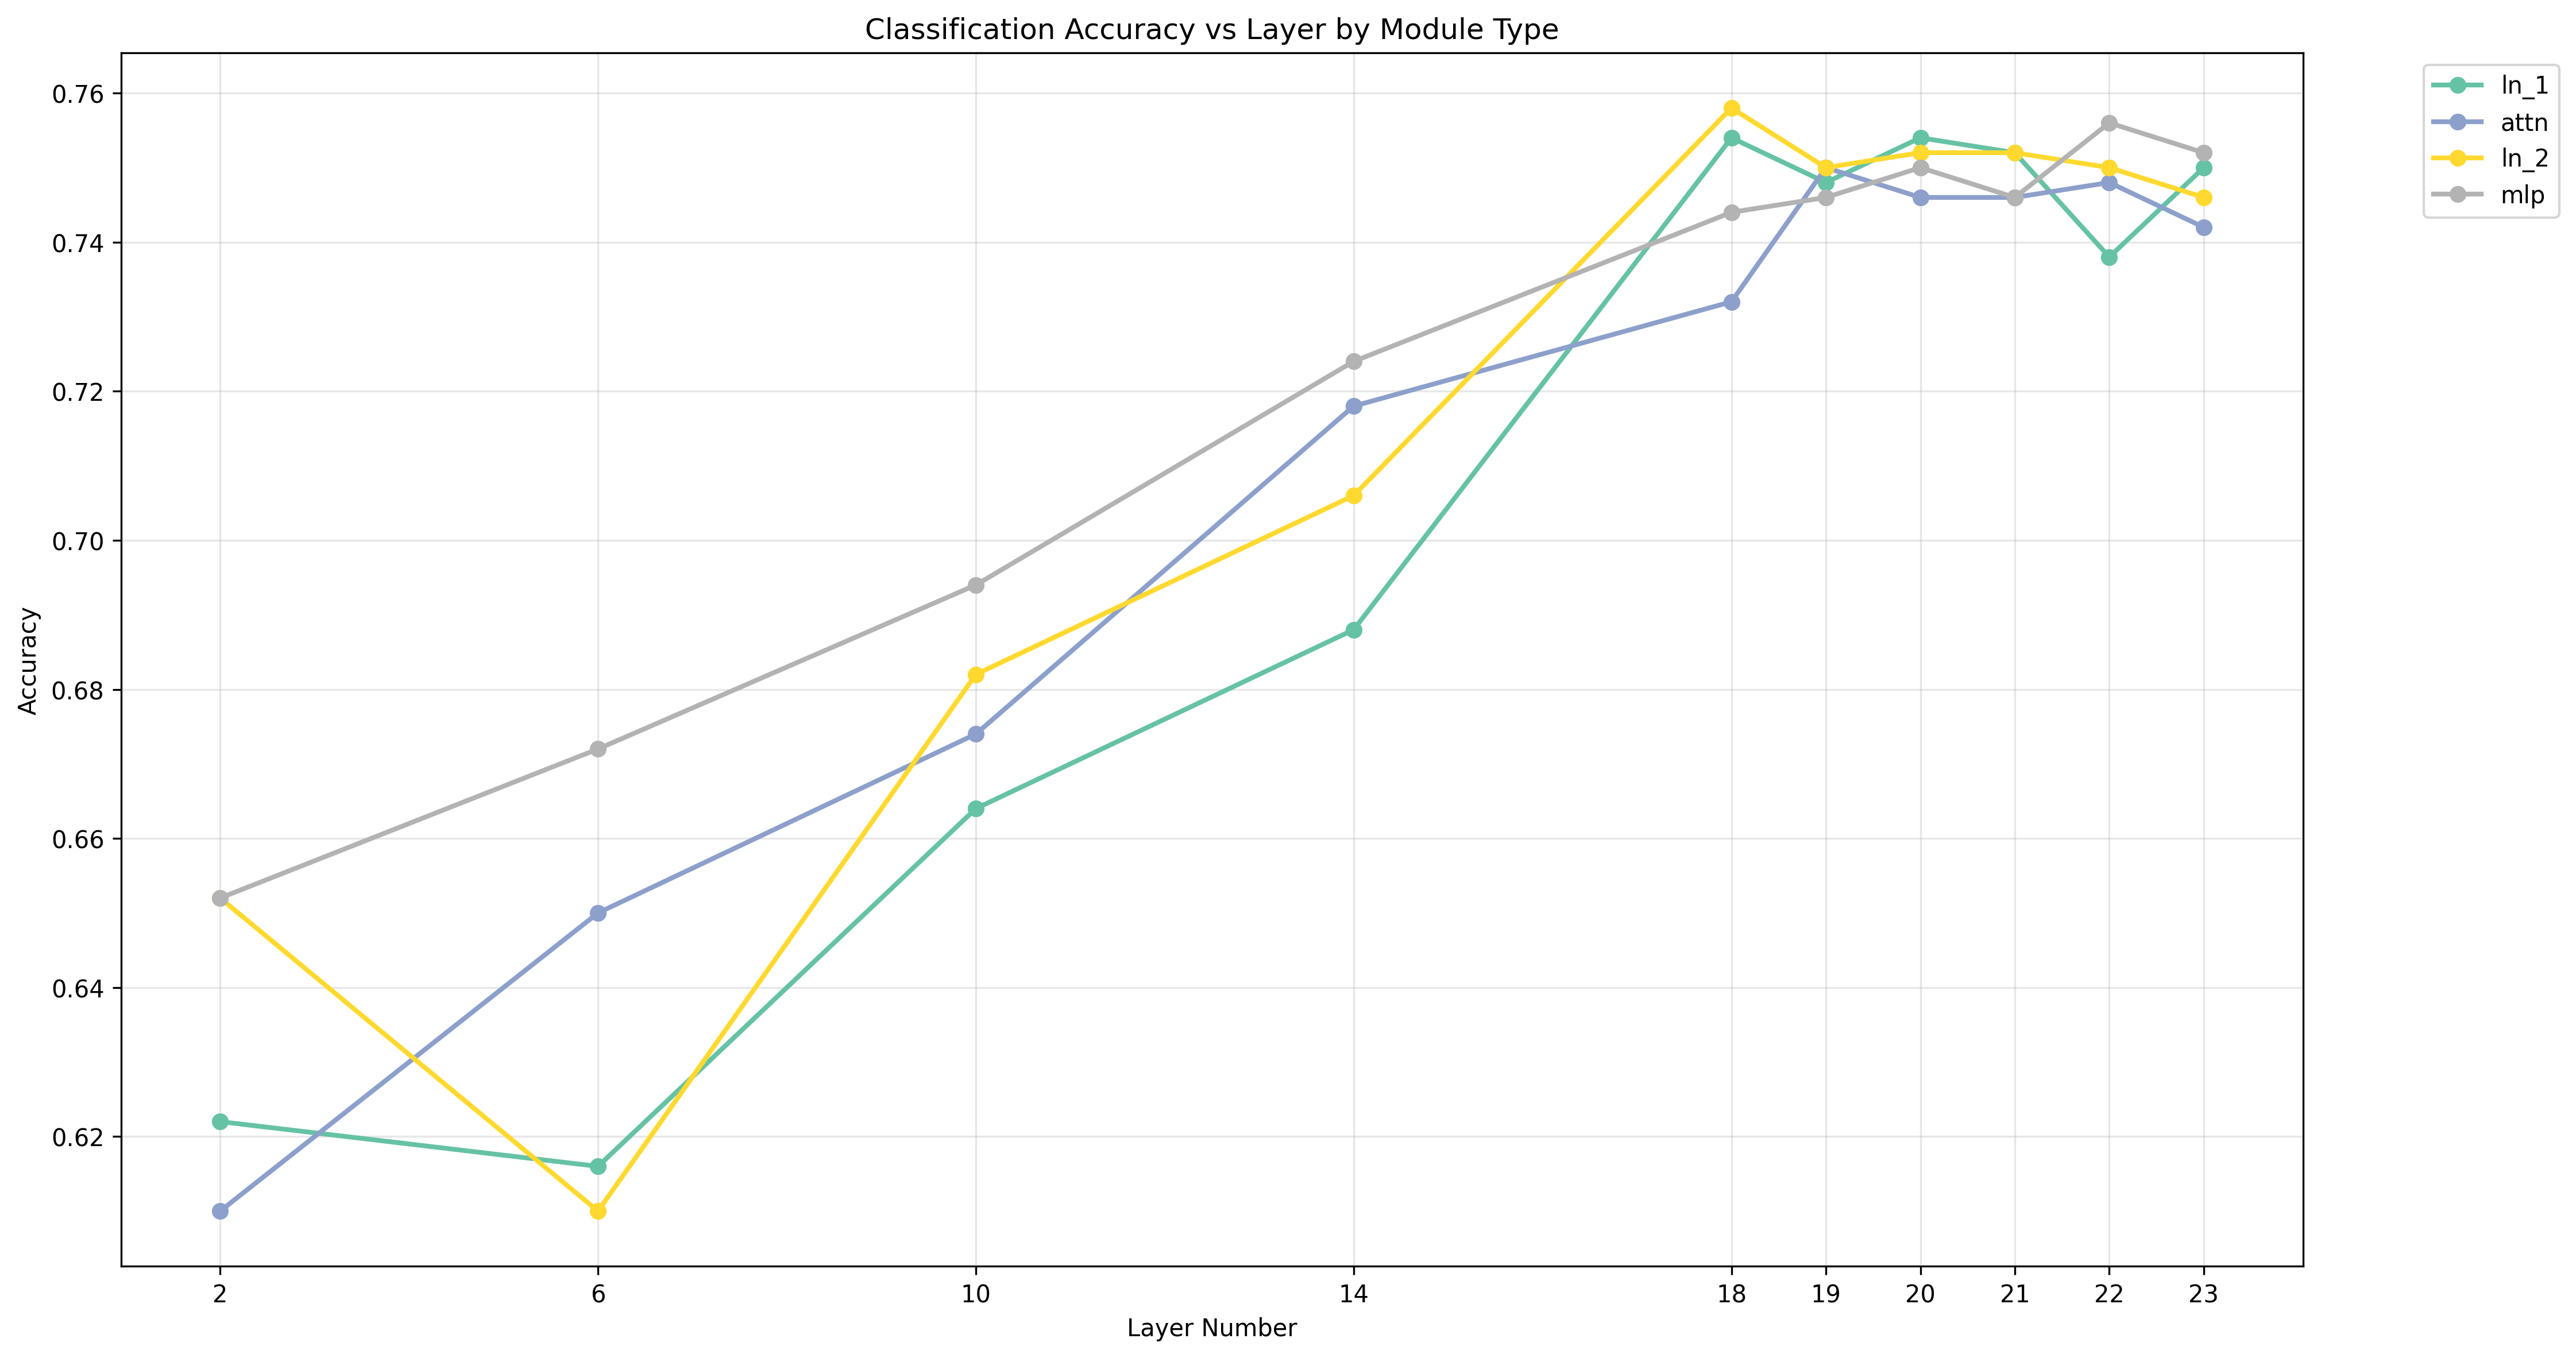 Classification Accuracy vs Layer by Module Type
ln_1
attn
ln_2
mlp
0.76
0.74
0.72
0.70
0.68
0.66
0.64
0.62
Accuracy
2 6 10 14 18 19 20 21 22 23
Layer Number